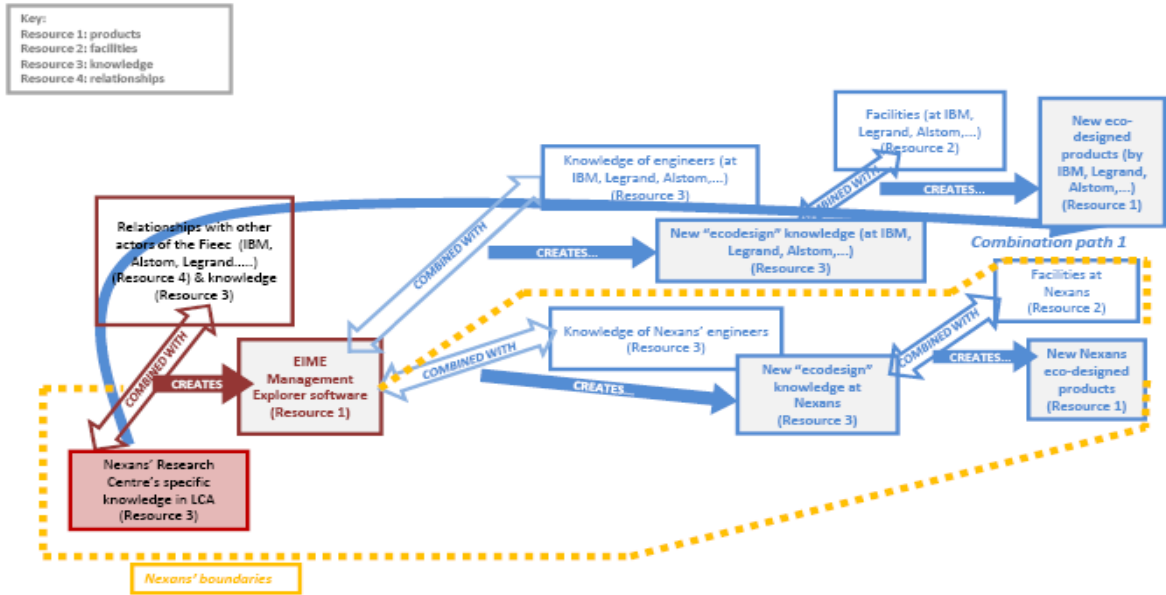 Key:
Resource 1: products
Resource 2: facilities
Resource 3: knowledge
Resource 4: relationships
Facilities (at IBM,
Legrand, Alstom,...)
(Resource 2)
New eco-
designed
products (by
IBM, Legrand,
Alstom,...)
(Resource 1)
Knowledge of engineers (at
IBM, Legrand, Alstom,...)
(Resource 3)
COMBINED WITH
CREATES...
Relationships with other
actors of the Fieec (IBM,
Alstom, Legrand.....)
(Resource 4) & knowledge
(Resource 3)
COMBINED WITH
CREATES...
New "ecodesign" knowledge (at IBM,
Legrand, Alstom,...)
(Resource 3)
Combination path 1
Facilities at
Nexans
(Resource 2)
COMBINED WITH
CREATES
EIME
Management
Explorer software
(Resource 1)
COMBINED WITH
Knowledge of Nexans' engineers
(Resource 3)
CREATES...
New "ecodesign"
knowledge at
Nexans
(Resource 3)
COMBINED WITH
CREATES...
New Nexans
eco-designed
products
(Resource 1)
Nexans' Research
Centre's specific
knowledge in LCA
(Resource 3)
Nexans' boundaries